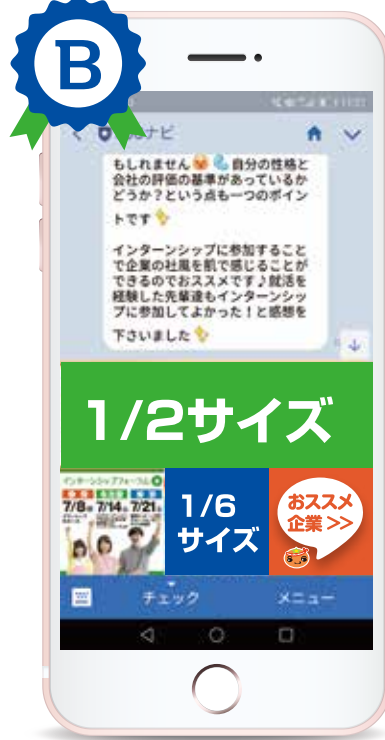 B
ナビ
もしれません 自分の性格と
会社の評価の基準があっているか
どうか？という点も一つのポイン
トです
インターンシップに参加すること
で企業の社風を肌で感じることが
できるのでおススメです♪就活を
経験した先輩達もインターンシッ
プに参加してよかった！と感想を
下さいました
1/2サイズ
インターンシップフォーラム
7/8 7/14 7/21
1/6
サイズ
おススメ
企業 >>
チェック
メニュー